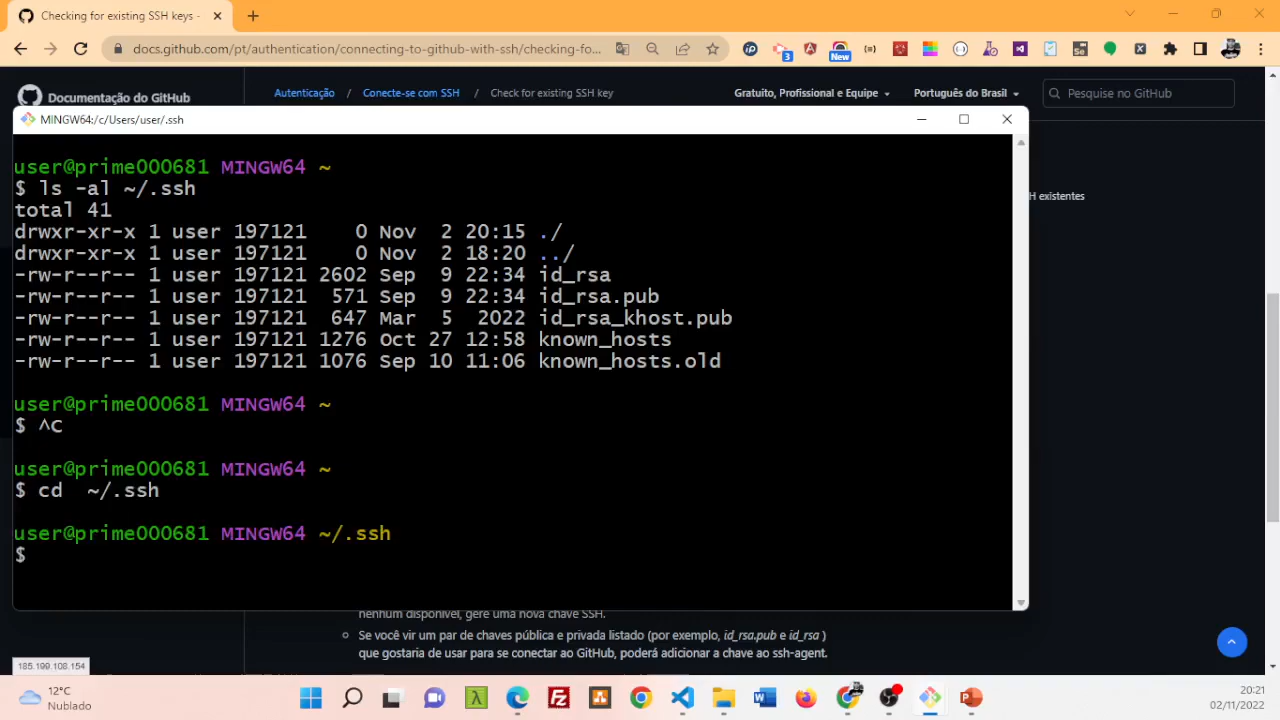 Checking for existing SSH keys -
docs.github.com/pt/authentication/connecting-to-github-with-ssh/checking-fo...
3
New
Documentação do GitHub
Autenticação / Conecte-se com SSH / Check for existing SSH key
Gratuito, Profissional e Equipe
Português do Brasil
Pesquise no GitHub
MINGW64:/c/Users/user/.ssh
H existentes
user@prime000681 MINGW64 ~
$ ls -al ~/.ssh
total 41
drwxr-xr-x 1 user 197121    0 Nov  2 20:15 ./
drwxr-xr-x 1 user 197121    0 Nov  2 18:20 ../
-rw-r--r-- 1 user 197121 2602 Sep  9 22:34 id_rsa
-rw-r--r-- 1 user 197121  571 Sep  9 22:34 id_rsa.pub
-rw-r--r-- 1 user 197121  647 Mar  5  2022 id_rsa_khost.pub
-rw-r--r-- 1 user 197121 1276 Oct 27 12:58 known_hosts
-rw-r--r-- 1 user 197121 1076 Sep 10 11:06 known_hosts.old
user@prime000681 MINGW64 ~
$ ^C
user@prime000681 MINGW64 ~
$ cd  ~/.ssh
user@prime000681 MINGW64 ~/.ssh
$
nenhum disponível, gere uma nova chave SSH.
Se você vir um par de chaves pública e privada listado (por exemplo, id_rsa.pub e id_rsa )
que gostaria de usar para se conectar ao GitHub, poderá adicionar a chave ao ssh-agent.
185.199.108.154
12°C
Nublado
20:21
02/11/2022